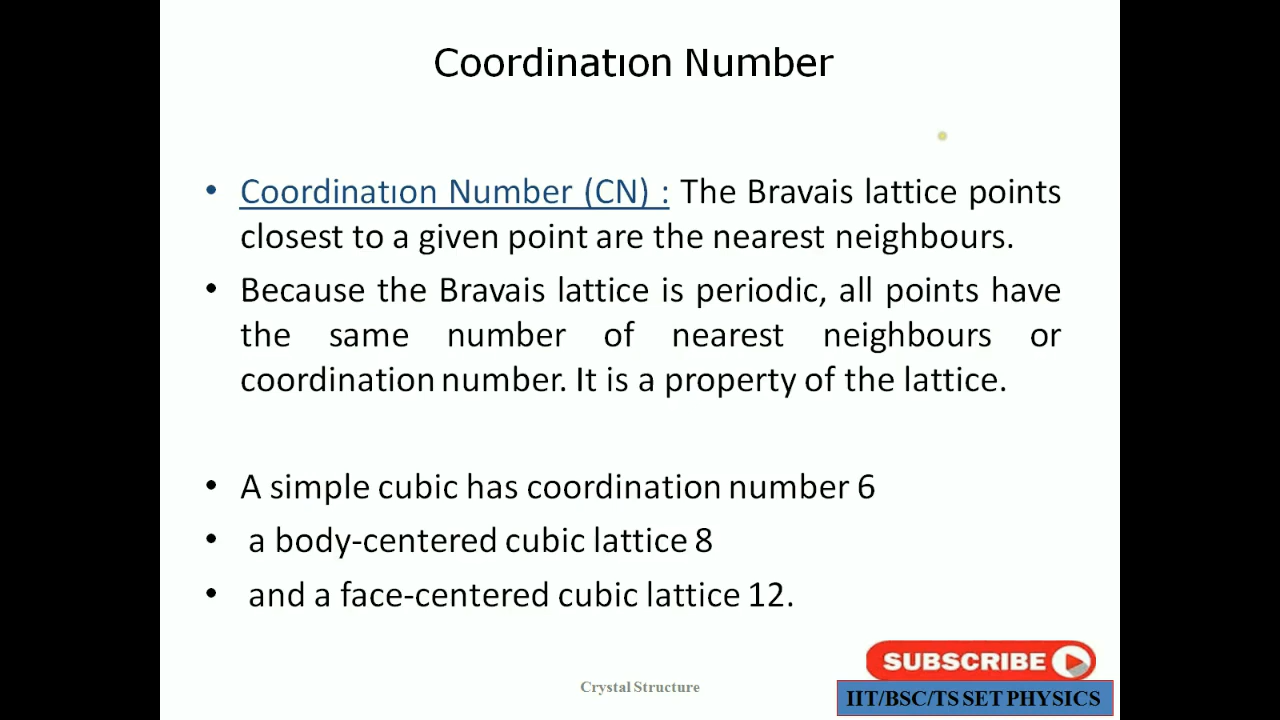 Coordinatıon Number
• Coordinatıon Number (CN) : The Bravais lattice points
closest to a given point are the nearest neighbours.
• Because the Bravais lattice is periodic, all points have
the same number of nearest neighbours or
coordination number. It is a property of the lattice.
• A simple cubic has coordination number 6
• a body-centered cubic lattice 8
• and a face-centered cubic lattice 12.
SUBSCRIBE
Crystal Structure
IIT/BSC/TS SET PHYSICS